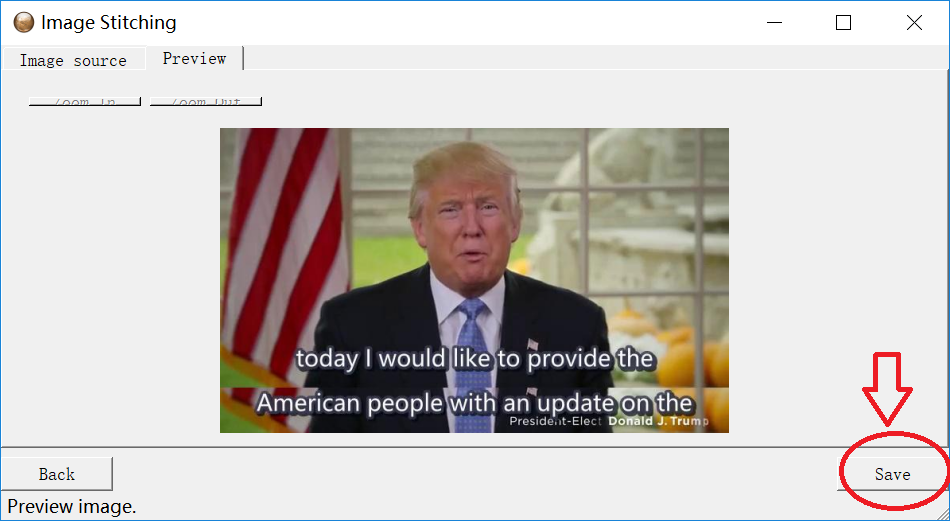 Image Stitching
Image source
Preview
Zoom In
Zoom Out
today I would like to provide the
American people with an update on the
President-Elect Donald J. Trump
Back
Save
Preview image.